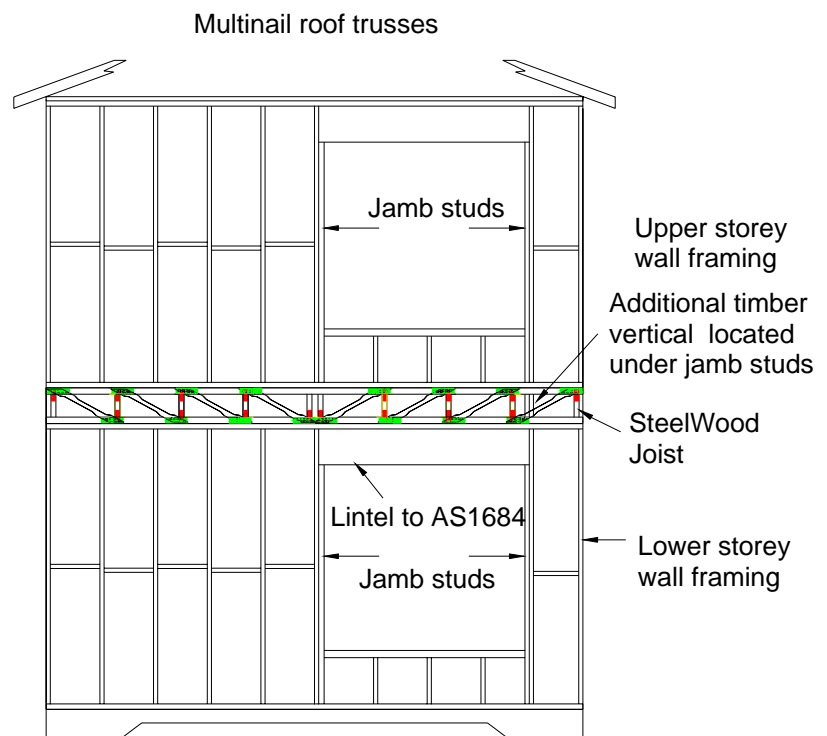 Multinail roof trusses
Jamb studs
Upper storey
wall framing
Additional timber
vertical located
under jamb studs
SteelWood
Joist
Lintel to AS1684
Jamb studs
Lower storey
wall framing